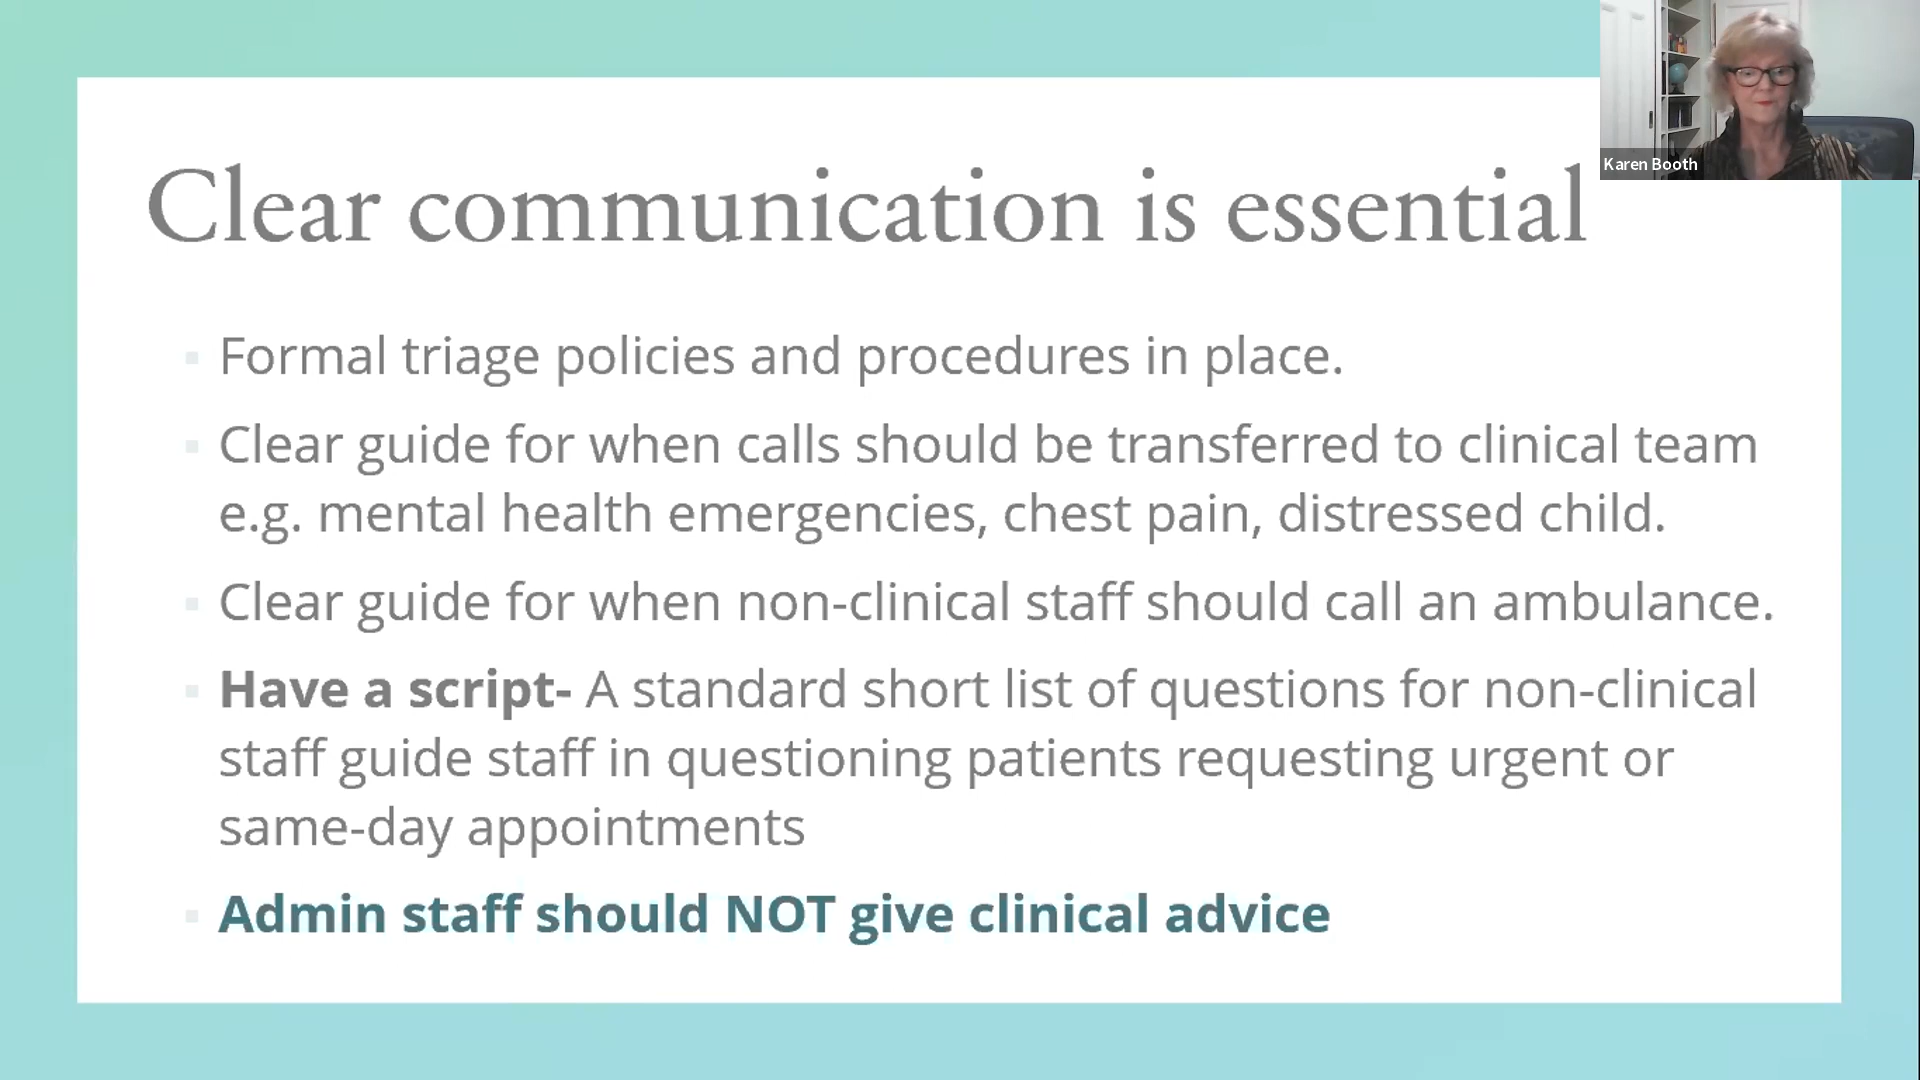 Karen Booth
Clear communication is essential
Formal triage policies and procedures in place.
Clear guide for when calls should be transferred to clinical team
e.g. mental health emergencies, chest pain, distressed child.
Clear guide for when non-clinical staff should call an ambulance.
Have a script- A standard short list of questions for non-clinical
staff guide staff in questioning patients requesting urgent or
same-day appointments
Admin staff should NOT give clinical advice